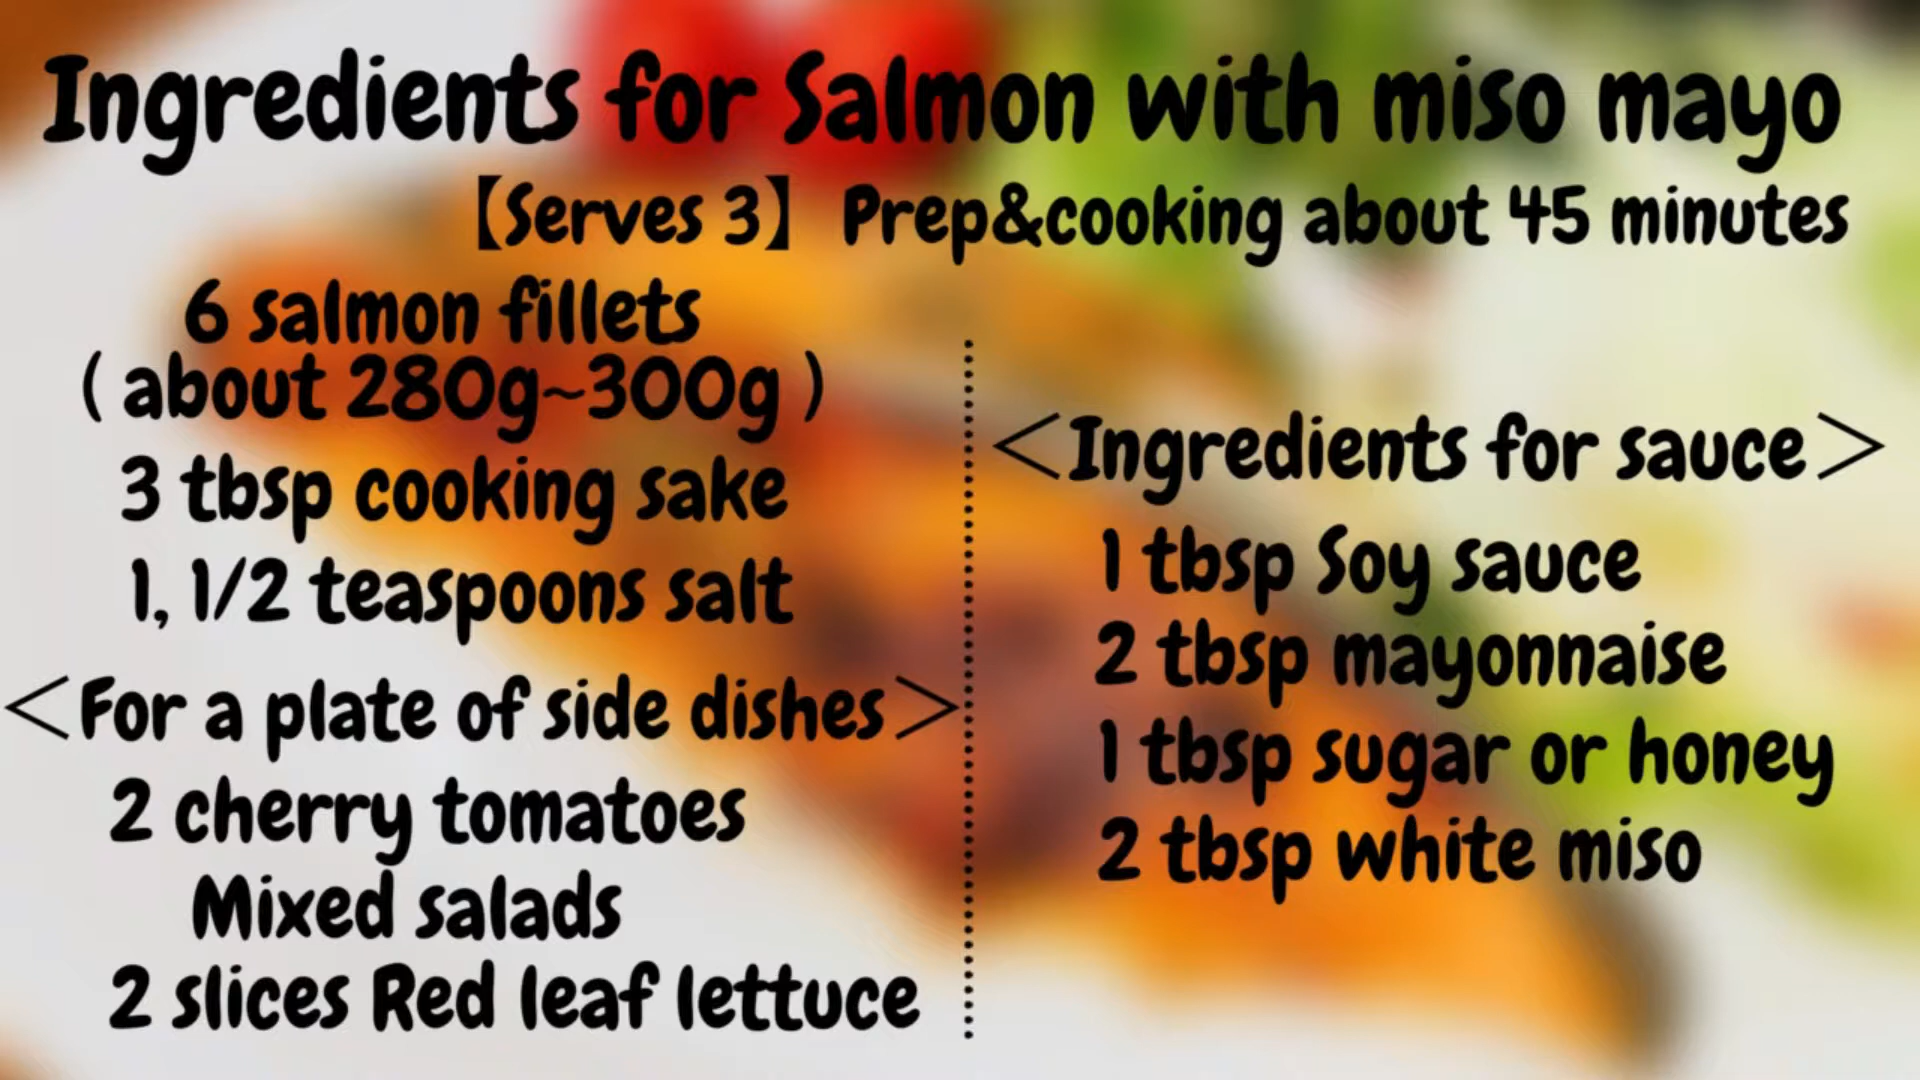 Ingredients for Salmon with miso mayo
【Serves 3】 Prep&cooking about 45 minutes
6 salmon fillets
( about 280g~300g )
3 tbsp cooking sake
1, 1/2 teaspoons salt
＜For a plate of side dishes＞
2 cherry tomatoes
Mixed salads
2 slices Red leaf lettuce
＜Ingredients for sauce＞
1 tbsp Soy sauce
2 tbsp mayonnaise
1 tbsp sugar or honey
2 tbsp white miso